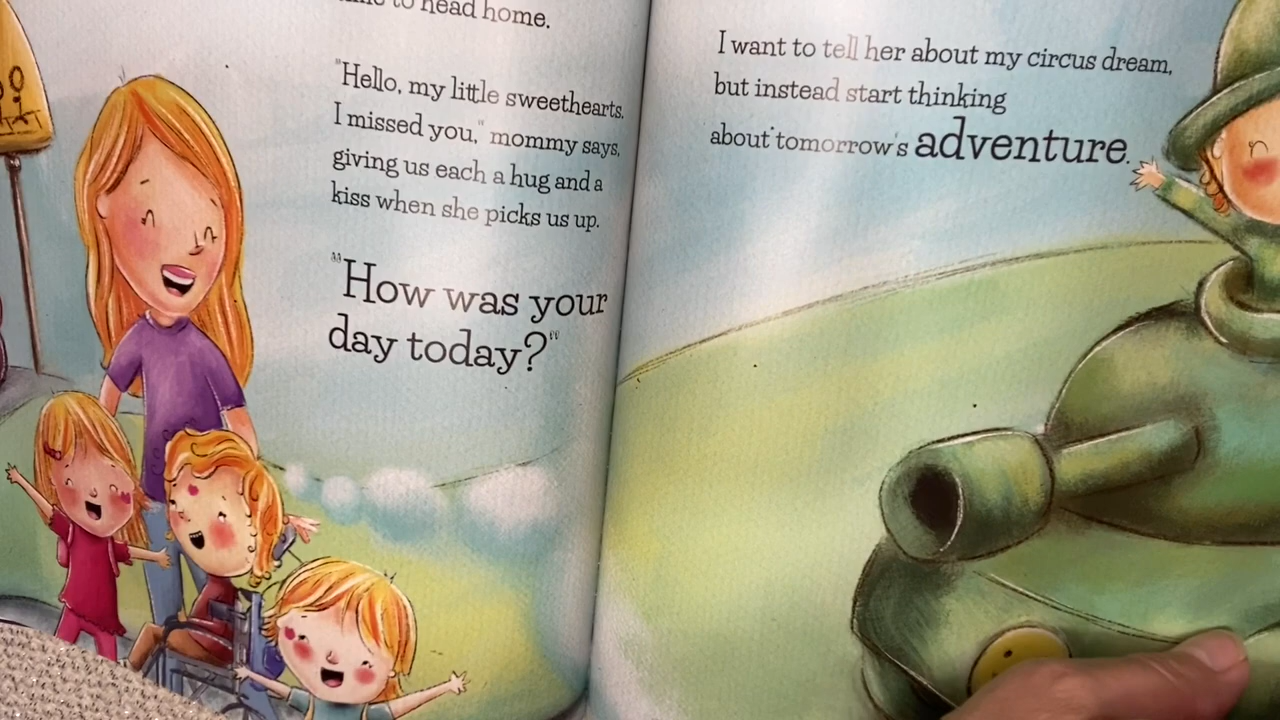 to head home.
"Hello, my little sweethearts.
I missed you," mommy says,
giving us each a hug and a
kiss when she picks us up.
"How was your
day today?"
I want to tell her about my circus dream,
but instead start thinking
about tomorrow's adventure.